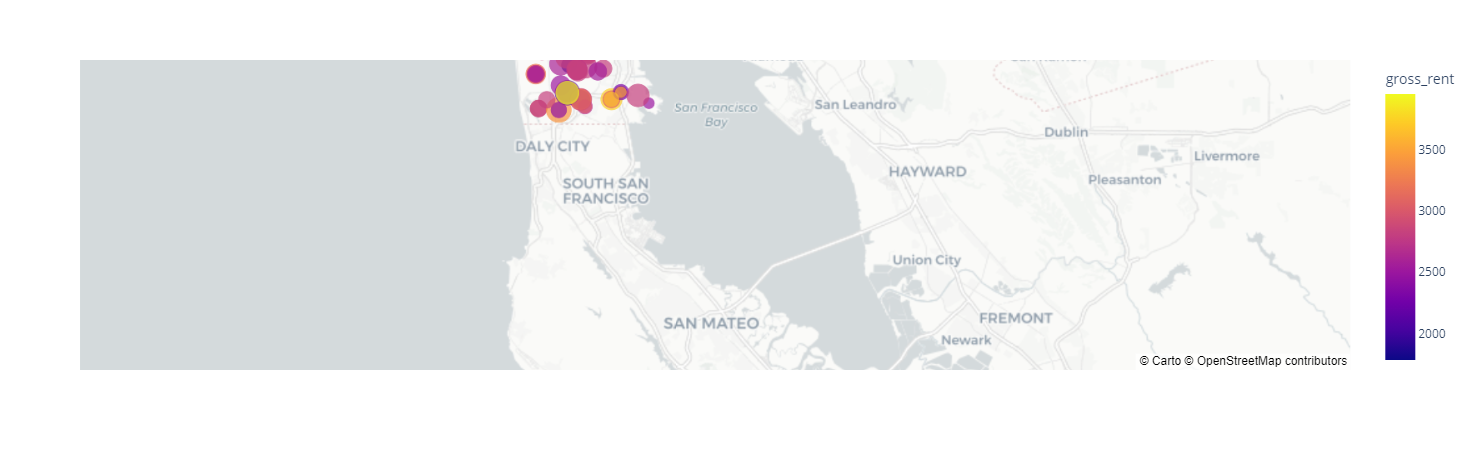 gross_rent
San Francisco
Bay
San Leandro
DALY CITY
Dublin
Livermore
HAYWARD
Pleasanton
SOUTH SAN
FRANCISCO
Union City
SAN MATEO
FREMONT
Newark
© Carto © OpenStreetMap contributors
3500
3000
2500
2000